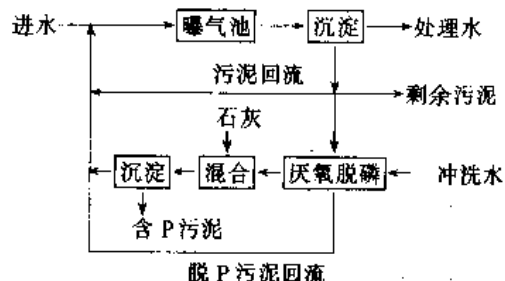 进水 曝气池 沉淀 处理水
污泥回流
剩余污泥
石灰
沉淀 混合 厌氧脱磷 冲洗水
含P污泥
脱P污泥回流